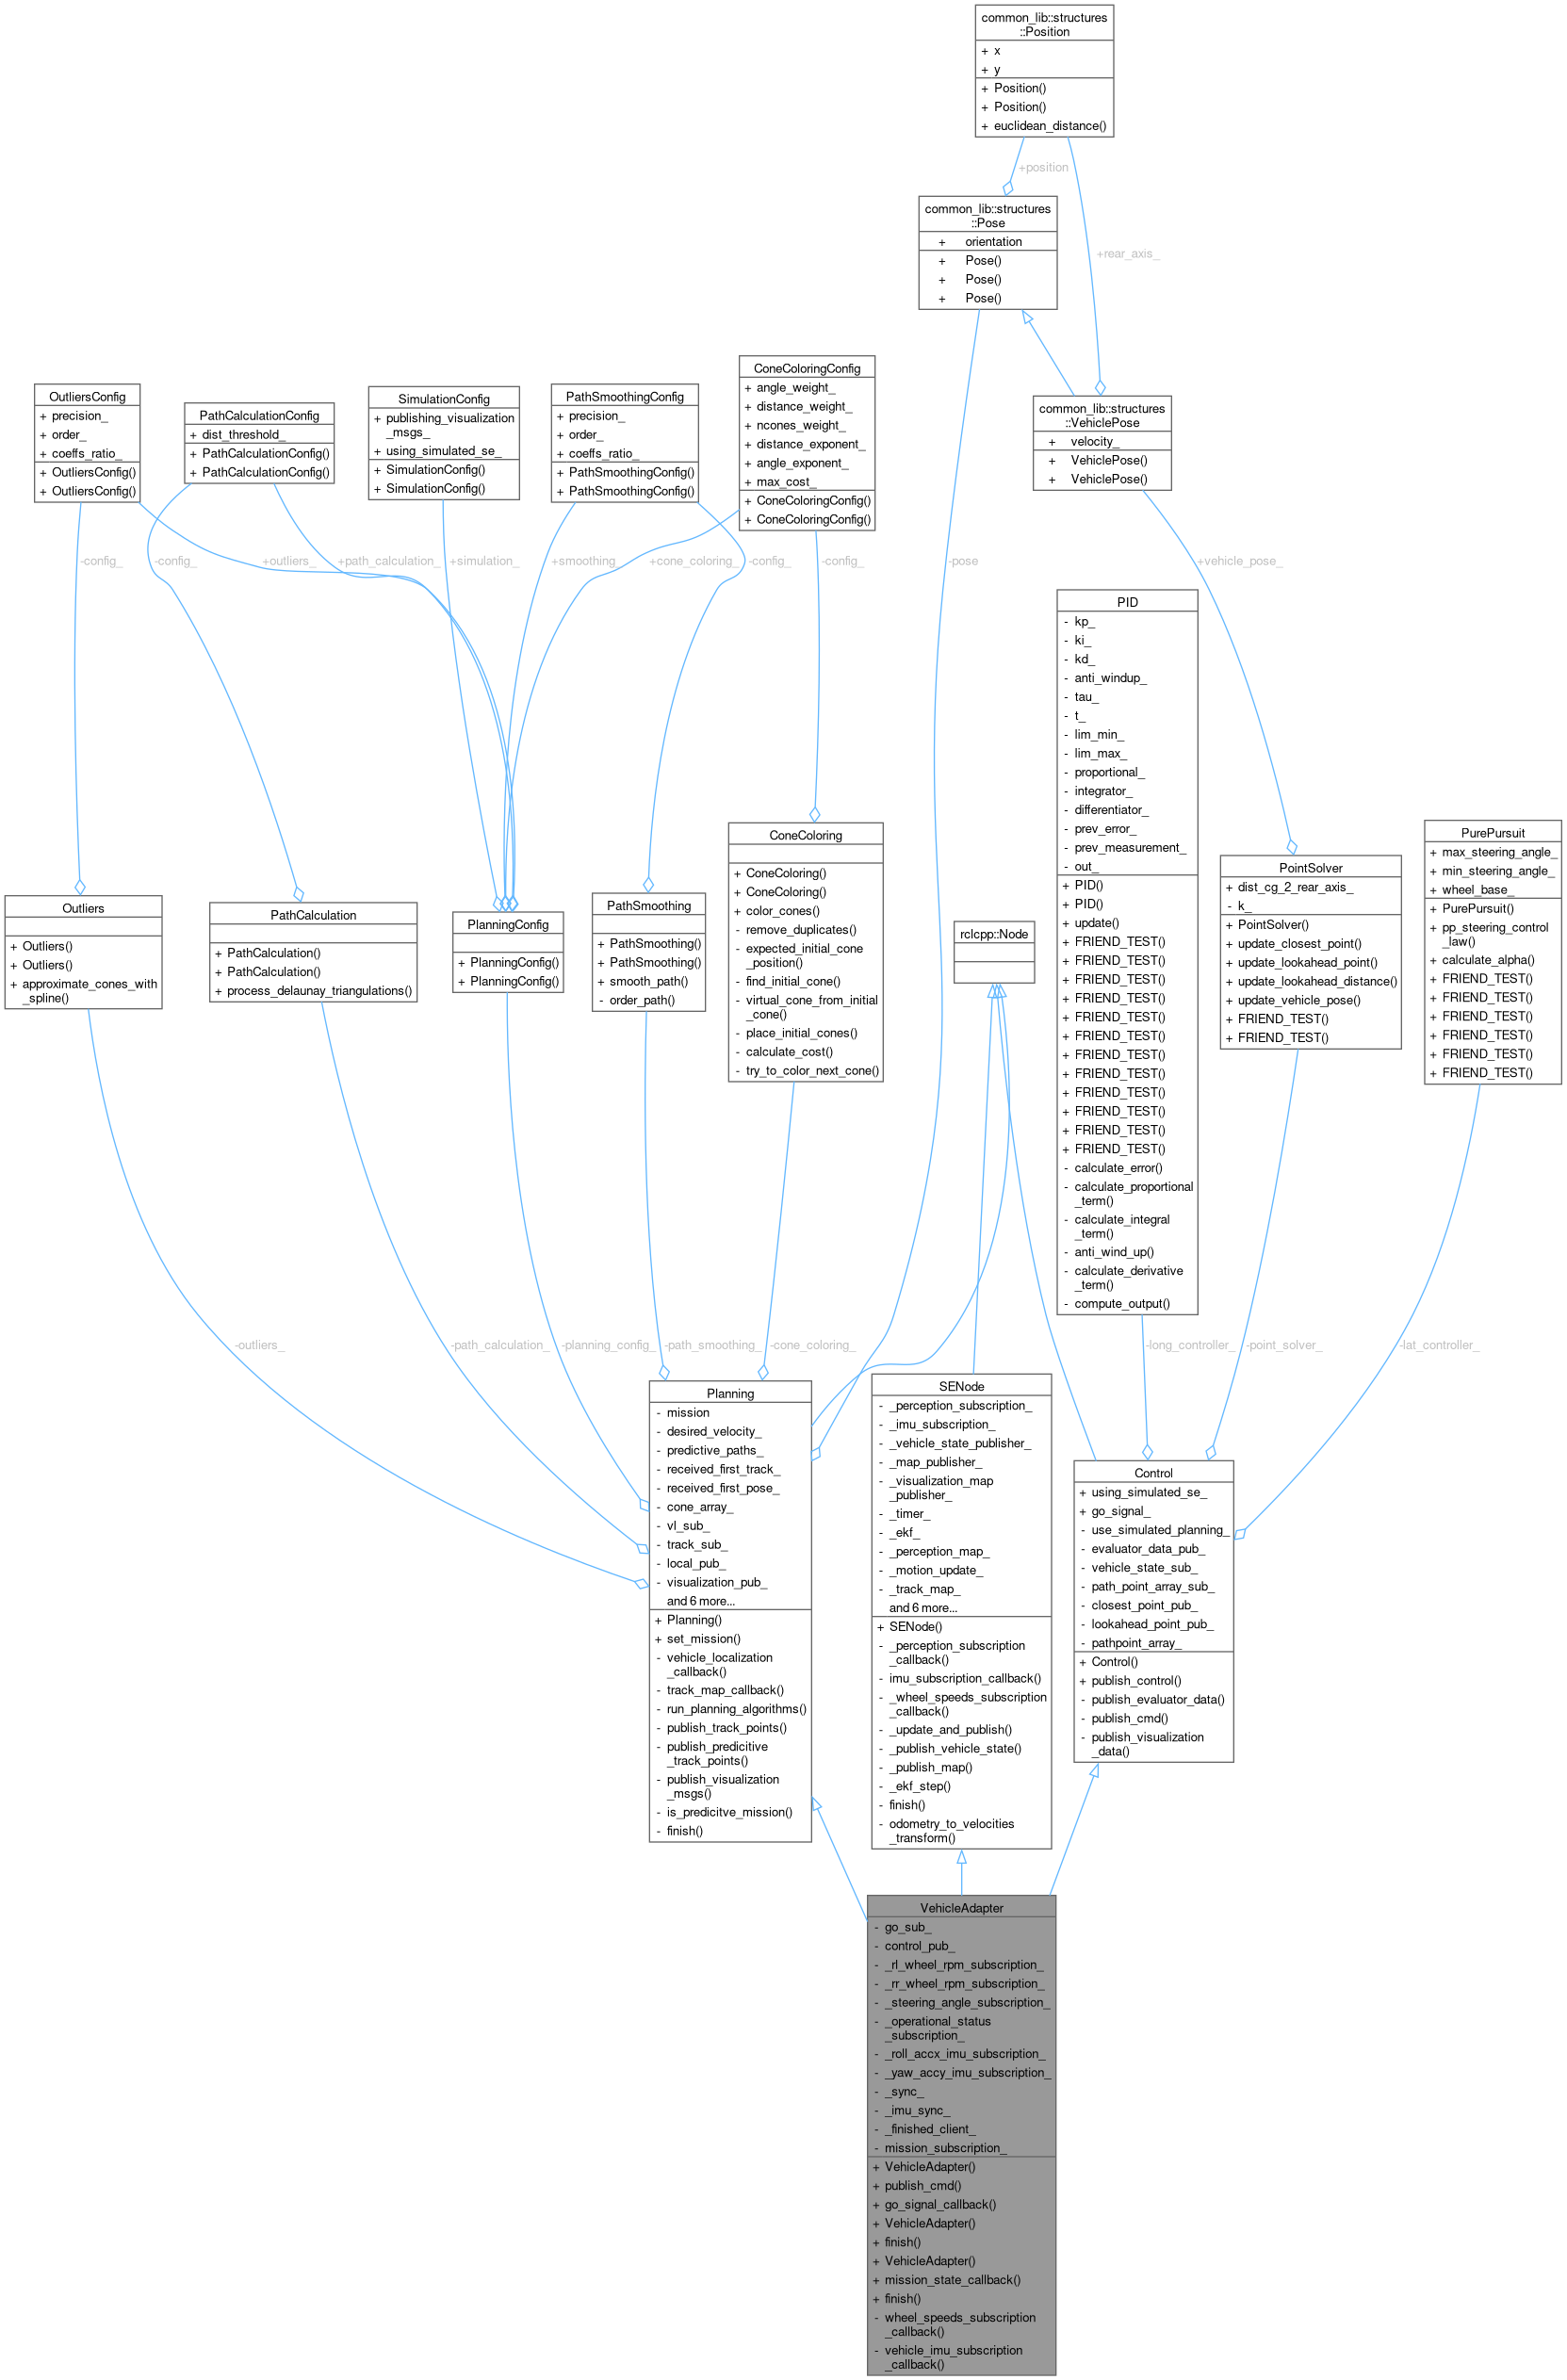 common_lib::structures
::Position
+ x
+ y
+ Position()
+ Position()
+ euclidean_distance()
+position
common_lib::structures
::Pose
+ orientation
+ Pose()
+ Pose()
+ Pose()
+rear_axis_
common_lib::structures
::VehiclePose
+ velocity_
+ VehiclePose()
+ VehiclePose()
OutliersConfig
+ precision_
+ order_
+ coeffs_ratio_
+ OutliersConfig()
+ OutliersConfig()
PathCalculationConfig
+ dist_threshold_
+ PathCalculationConfig()
+ PathCalculationConfig()
SimulationConfig
+ publishing_visualization
_msgs_
+ using_simulated_se_
+ SimulationConfig()
+ SimulationConfig()
PathSmoothingConfig
+ precision_
+ order_
+ coeffs_ratio_
+ PathSmoothingConfig()
+ PathSmoothingConfig()
ConeColoringConfig
+ angle_weight_
+ distance_weight_
+ ncones_weight_
+ distance_exponent_
+ angle_exponent_
+ max_cost_
+ ConeColoringConfig()
+ ConeColoringConfig()
-config_
-config_
+outliers_
+path_calculation_
+simulation_
+smoothing_
+cone_coloring_
-config_
-config_
-pose
+vehicle_pose_
PID
- kp_
- ki_
- kd_
- anti_windup_
- tau_
- t_
- lim_min_
- lim_max_
- proportional_
- integrator_
- differentiator_
- prev_error_
- prev_measurement_
- out_
+ PID()
+ PID()
+ update()
+ FRIEND_TEST()
+ FRIEND_TEST()
+ FRIEND_TEST()
+ FRIEND_TEST()
+ FRIEND_TEST()
+ FRIEND_TEST()
+ FRIEND_TEST()
+ FRIEND_TEST()
+ FRIEND_TEST()
+ FRIEND_TEST()
+ FRIEND_TEST()
+ FRIEND_TEST()
- calculate_error()
- calculate_proportional
_term()
- calculate_integral
_term()
- anti_wind_up()
- calculate_derivative
_term()
- compute_output()
PointSolver
+ dist_cg_2_rear_axis_
- k_
+ PointSolver()
+ update_closest_point()
+ update_lookahead_point()
+ update_lookahead_distance()
+ update_vehicle_pose()
+ FRIEND_TEST()
+ FRIEND_TEST()
PurePursuit
+ max_steering_angle_
+ min_steering_angle_
+ wheel_base_
+ PurePursuit()
+ pp_steering_control
_law()
+ calculate_alpha()
+ FRIEND_TEST()
+ FRIEND_TEST()
+ FRIEND_TEST()
+ FRIEND_TEST()
+ FRIEND_TEST()
+ FRIEND_TEST()
Outliers
+ Outliers()
+ Outliers()
+ approximate_cones_with
_spline()
PathCalculation
+ PathCalculation()
+ PathCalculation()
+ process_delaunay_triangulations()
PlanningConfig
+ PlanningConfig()
+ PlanningConfig()
PathSmoothing
+ PathSmoothing()
+ PathSmoothing()
+ smooth_path()
- order_path()
ConeColoring
+ ConeColoring()
+ ConeColoring()
+ color_cones()
- remove_duplicates()
- expected_initial_cone
_position()
- find_initial_cone()
- virtual_cone_from_initial
_cone()
- place_initial_cones()
- calculate_cost()
- try_to_color_next_cone()
rclcpp::Node
-outliers_
-path_calculation_
-planning_config_
-path_smoothing_
-cone_coloring_
-long_controller_
-point_solver_
-lat_controller_
Planning
- mission
- desired_velocity_
- predictive_paths_
- received_first_track_
- received_first_pose_
- cone_array_
- vl_sub_
- track_sub_
- local_pub_
- visualization_pub_
and 6 more...
+ Planning()
+ set_mission()
- vehicle_localization
_callback()
- track_map_callback()
- run_planning_algorithms()
- publish_track_points()
- publish_predicitive
_track_points()
- publish_visualization
_msgs()
- is_predicitve_mission()
- finish()
SENode
- _perception_subscription_
- _imu_subscription_
- _vehicle_state_publisher_
- _map_publisher_
- _visualization_map
_publisher_
- _timer_
- _ekf_
- _perception_map_
- _motion_update_
- _track_map_
and 6 more...
+ SENode()
- _perception_subscription
_callback()
- imu_subscription_callback()
- _wheel_speeds_subscription
_callback()
- _update_and_publish()
- _publish_vehicle_state()
- _publish_map()
- _ekf_step()
- finish()
- odometry_to_velocities
_transform()
Control
+ using_simulated_se_
+ go_signal_
- use_simulated_planning_
- evaluator_data_pub_
- vehicle_state_sub_
- path_point_array_sub_
- closest_point_pub_
- lookahead_point_pub_
- pathpoint_array_
+ Control()
+ publish_control()
- publish_evaluator_data()
- publish_cmd()
- publish_visualization
_data()
VehicleAdapter
- go_sub_
- control_pub_
- _rl_wheel_rpm_subscription_
- _rr_wheel_rpm_subscription_
- _steering_angle_subscription_
- _operational_status
_subscription_
- _roll_accx_imu_subscription_
- _yaw_accy_imu_subscription_
- _sync_
- _imu_sync_
- _finished_client_
- mission_subscription_
+ VehicleAdapter()
+ publish_cmd()
+ go_signal_callback()
+ VehicleAdapter()
+ finish()
+ VehicleAdapter()
+ mission_state_callback()
+ finish()
- wheel_speeds_subscription
_callback()
- vehicle_imu_subscription
_callback()